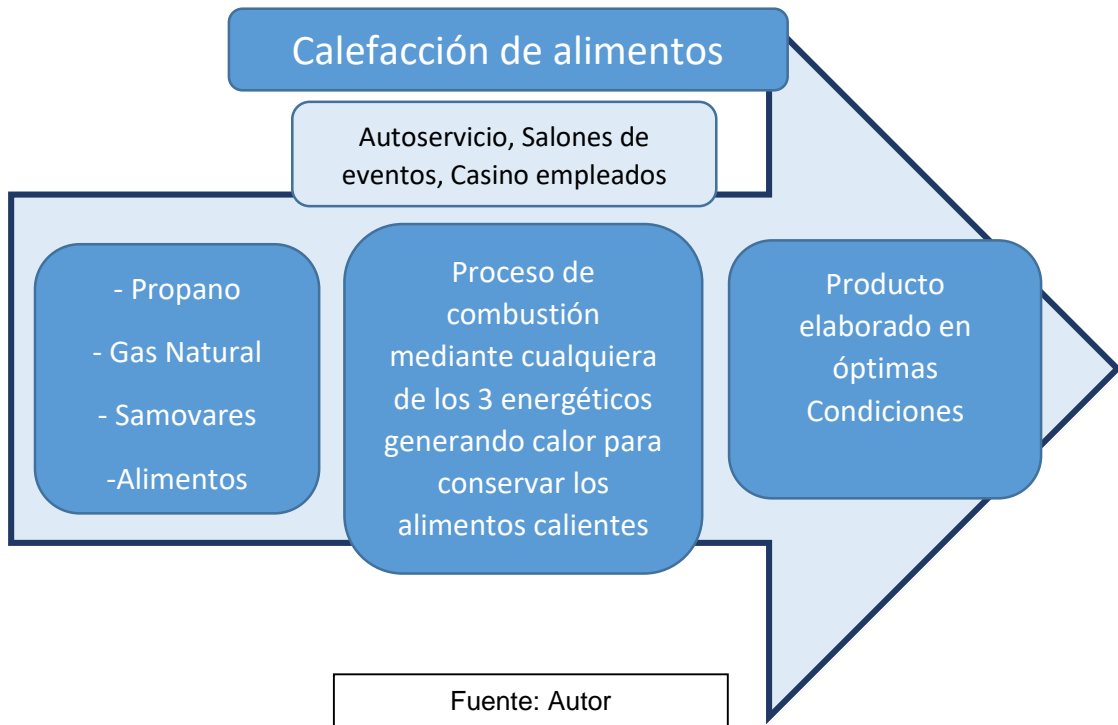 Calefacción de alimentos
Autoservicio, Salones de
eventos, Casino empleados
- Propano
- Gas Natural
- Samovares
-Alimentos
Proceso de
combustión
mediante cualquiera
de los 3 energéticos
generando calor para
conservar los
alimentos calientes
Producto
elaborado en
óptimas
Condiciones
Fuente: Autor